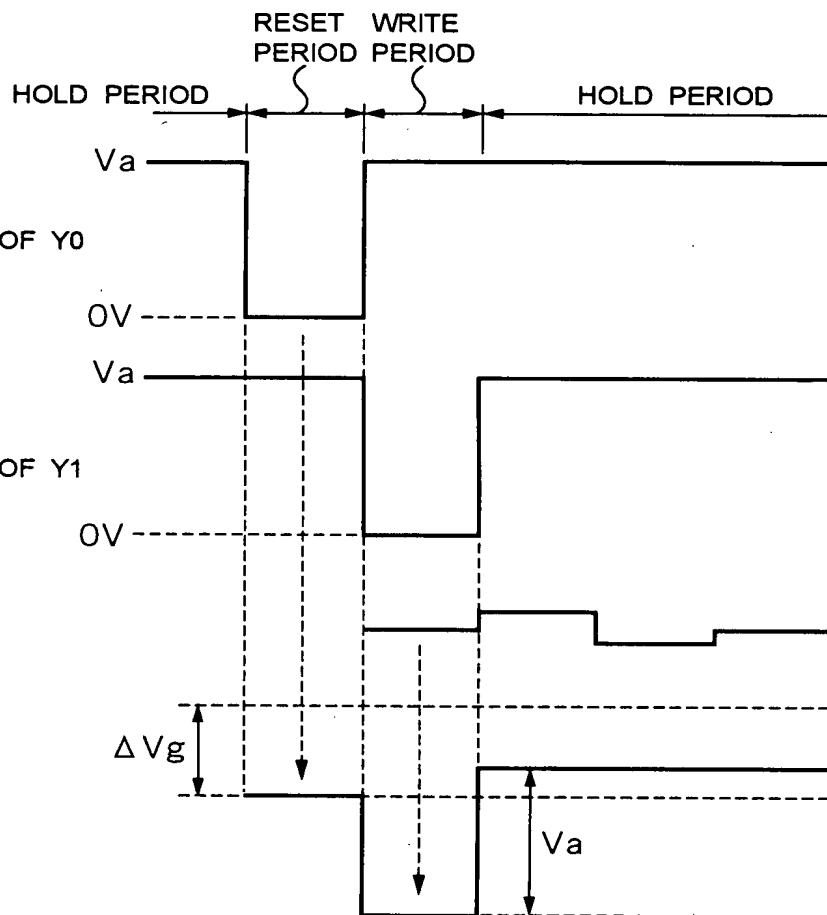 RESET WRITE
PERIOD PERIOD
HOLD PERIOD HOLD PERIOD
Va
OF Y0
0V
Va
OF Y1
0V
ΔVg
Va